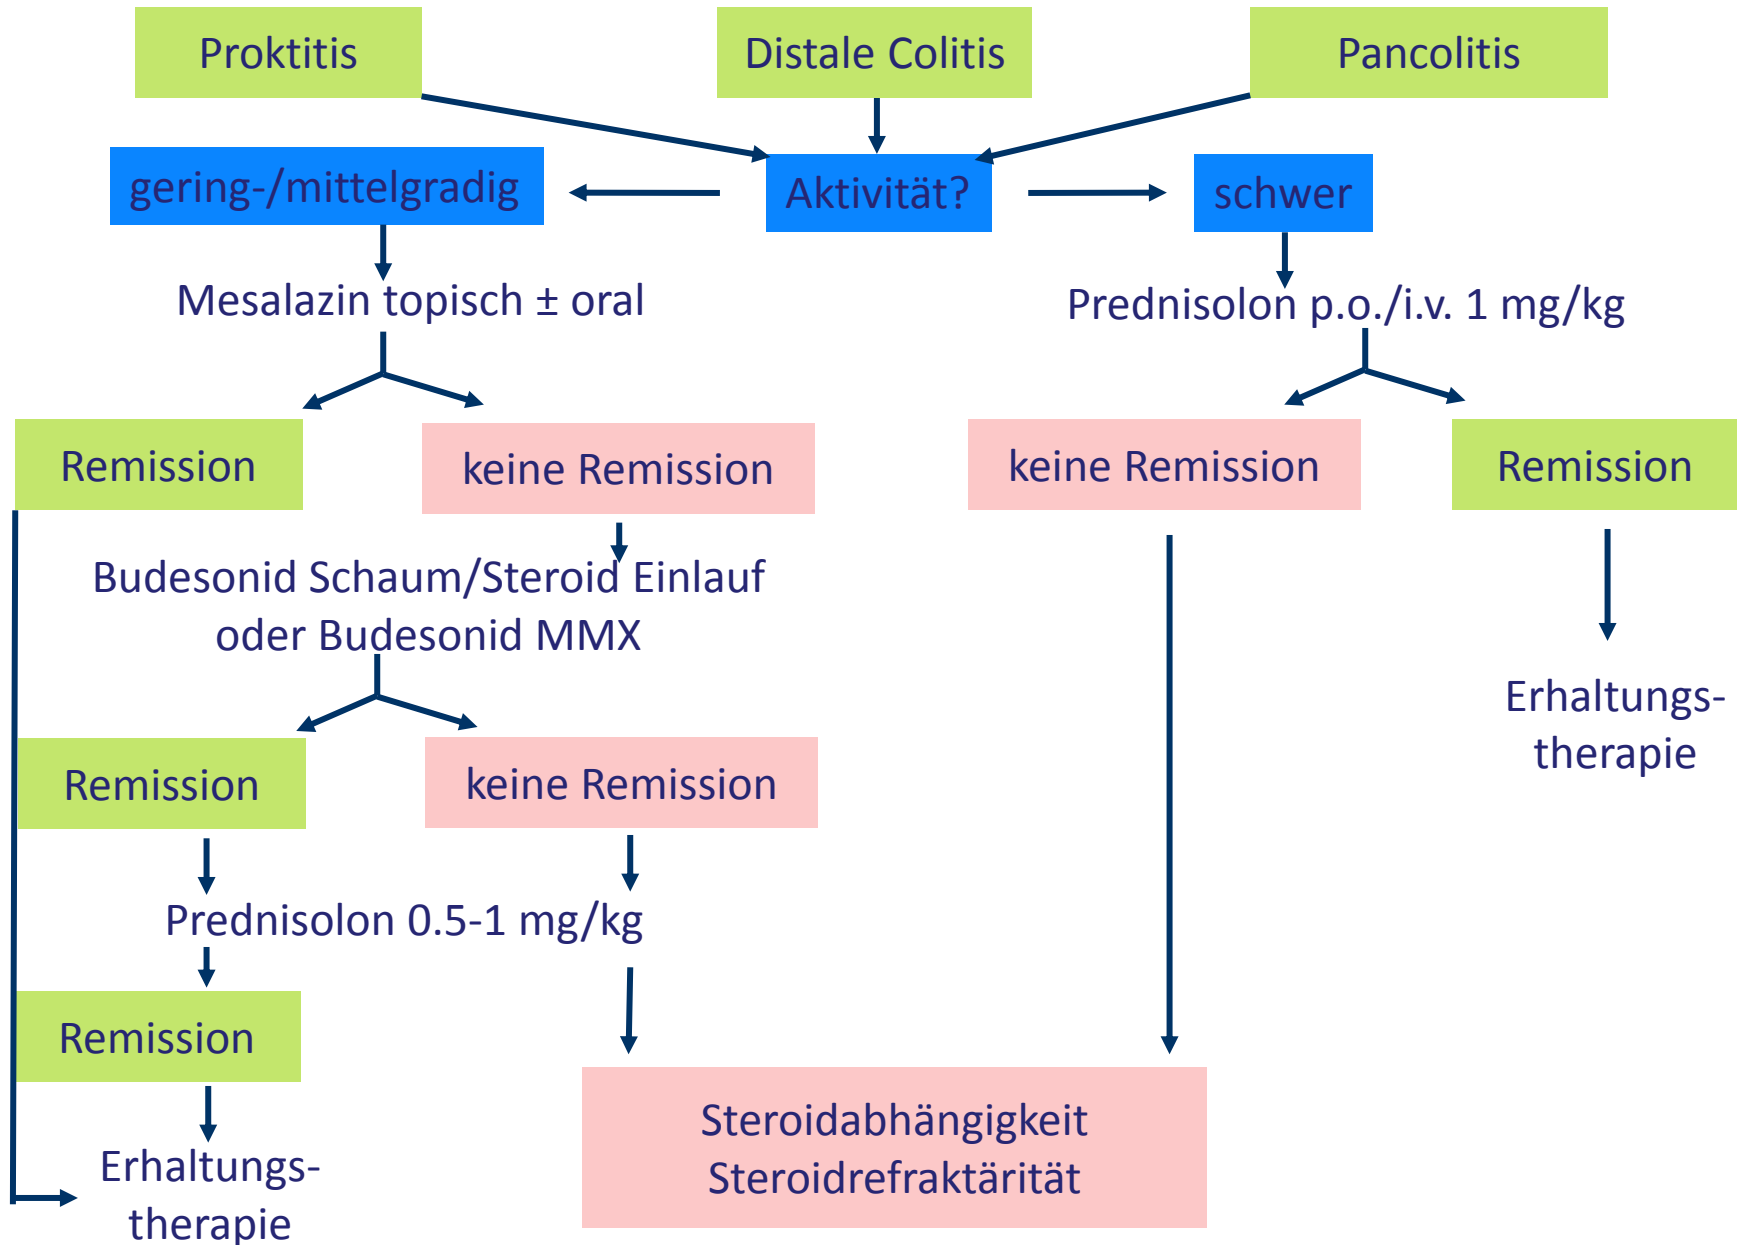 Proktitis
Distale Colitis
Pancolitis
gering-/mittelgradig
Aktivität?
schwer
Mesalazin topisch ± oral
Prednisolon p.o./i.v. 1 mg/kg
Remission
keine Remission
keine Remission
Remission
Budesonid Schaum/Steroid Einlauf
oder Budesonid MMX
Erhaltungs-
therapie
Remission
keine Remission
Prednisolon 0.5-1 mg/kg
Remission
Steroidabhängigkeit
Steroidrefraktärität
Erhaltungs-
therapie